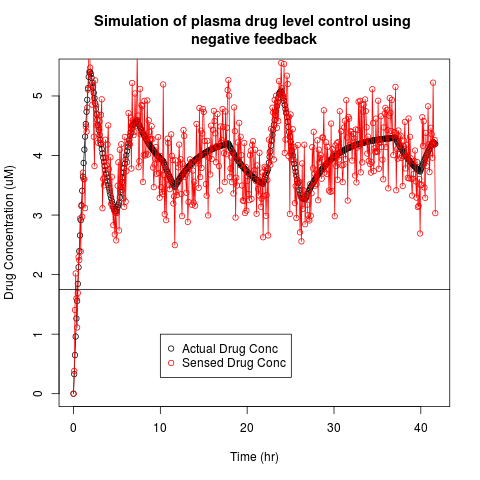 Simulation of plasma drug level control using
negative feedback
Drug Concentration (uM)
5
4
3
2
1
0
Actual Drug Conc
Sensed Drug Conc
0 10 20 30 40
Time (hr)